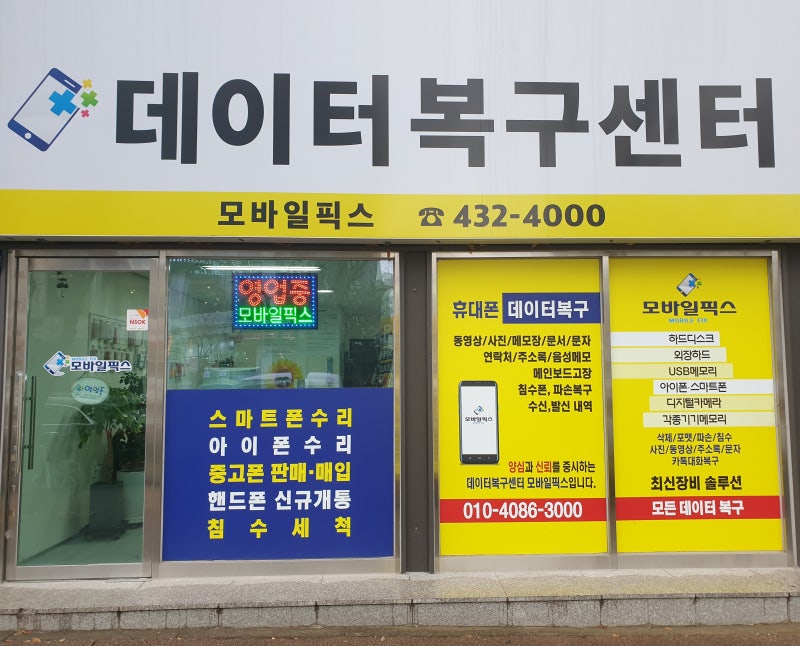 데이터복구센터
모바일픽스 ☎ 432-4000
영업중
모바일픽스
NSOK
MOBILE FIX
모바일픽스
스마트폰수리
아이폰수리
중고폰 판매·매입
핸드폰 신규개통
침수세척
휴대폰 데이터복구
동영상/사진/메모장/문서/문자
연락처/주소록/음성메모
메인보드고장
침수폰, 파손복구
수신,발신 내역
모바일픽스
양심과 신뢰를 중시하는
데이터복구센터 모바일픽스입니다.
010-4086-3000
모바일픽스
MOBILE FIX
하드디스크
외장하드
USB메모리
아이폰·스마트폰
디지털카메라
각종기기메모리
삭제/포맷/파손/침수
사진/동영상/주소록/문자
카톡대화복구
최신장비 솔루션
모든 데이터 복구